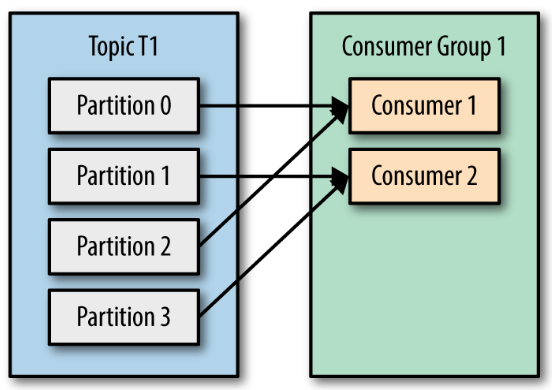 Topic T1
Partition 0
Partition 1
Partition 2
Partition 3
Consumer Group 1
Consumer 1
Consumer 2